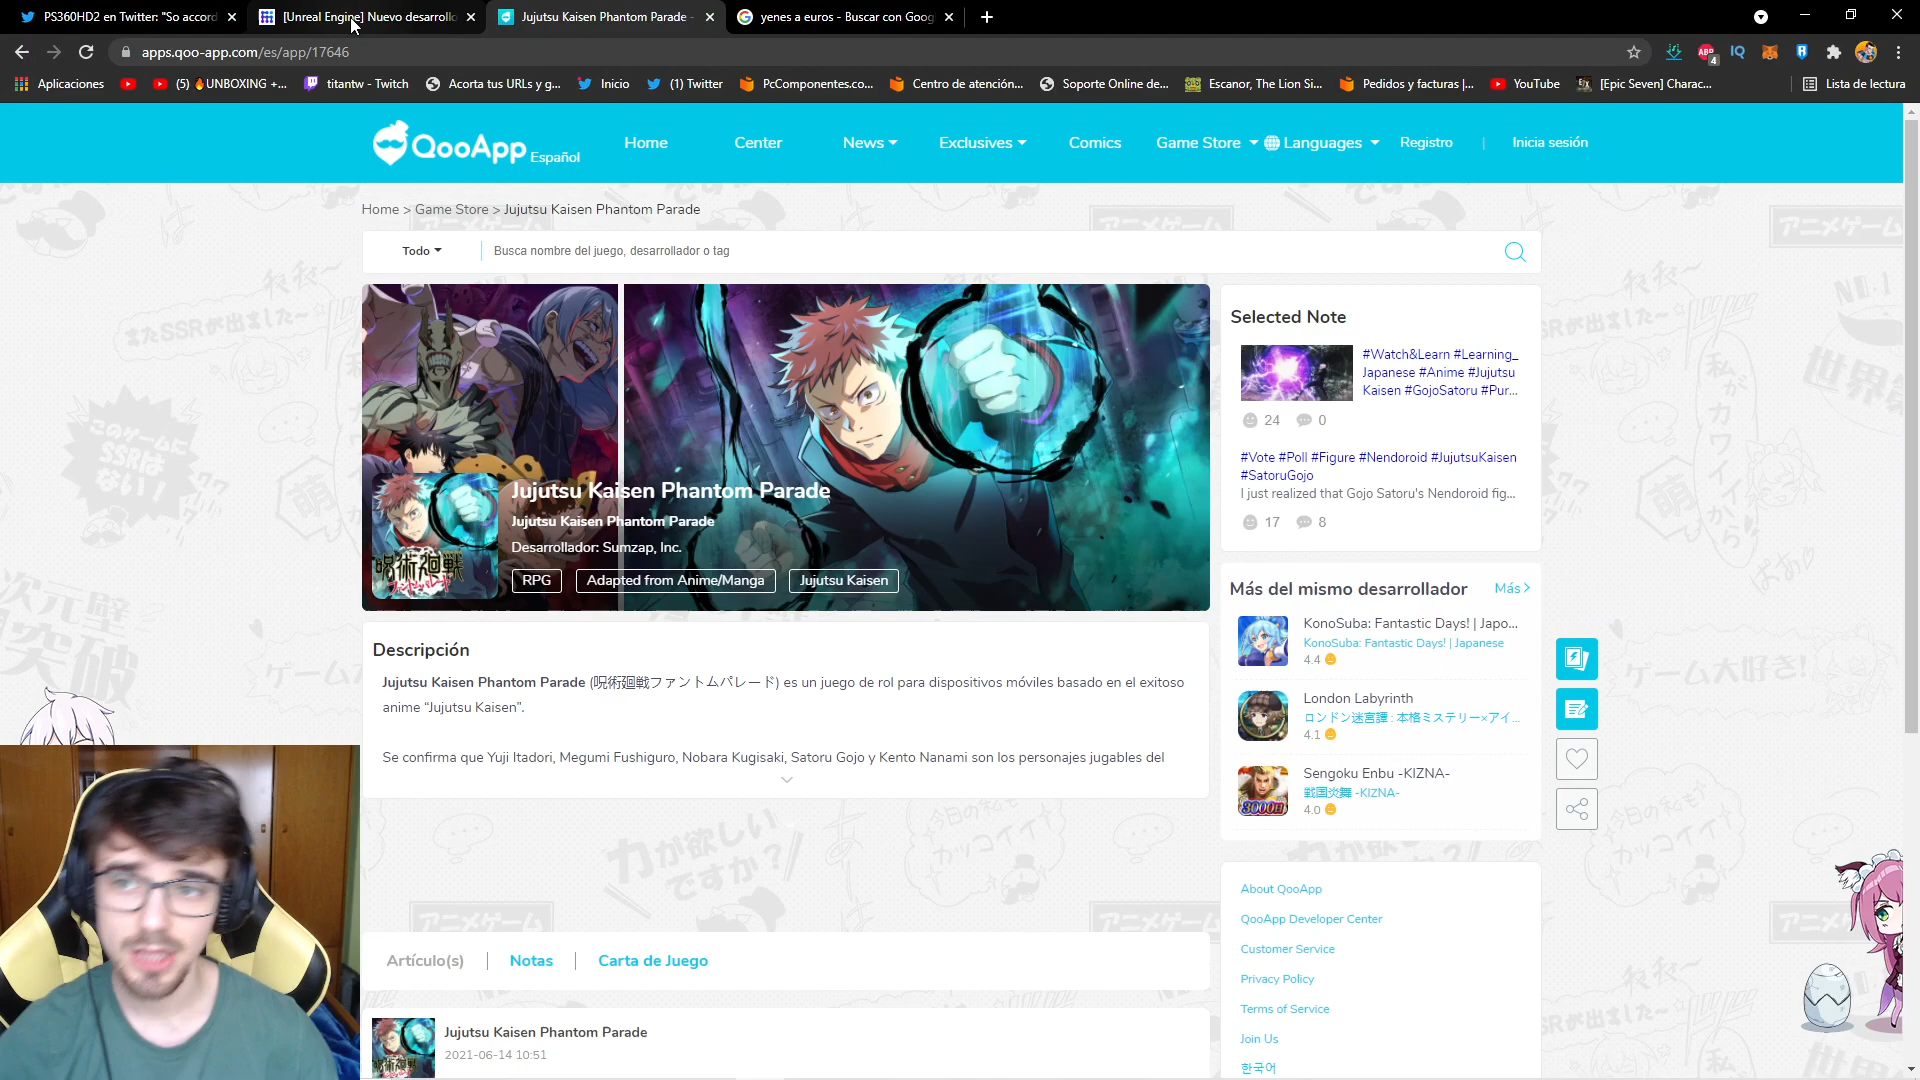 PS360HD2 en Twitter: "So accord
[Unreal Engine] Nuevo desarrollo
Jujutsu Kaisen Phantom Parade -
yenes a euros - Buscar con Goog
apps.qoo-app.com/es/app/17646
Aplicaciones
(5) 🔥UNBOXING +...
titantw - Twitch
Acorta tus URLs y g...
Inicio
(1) Twitter
PcComponentes.co...
Centro de atención...
Soporte Online de...
Escanor, The Lion Si...
Pedidos y facturas |...
YouTube
[Epic Seven] Charac...
Lista de lectura
QooApp Español
Home
Center
News
Exclusives
Comics
Game Store
Languages
Registro
|
Inicia sesión
Home > Game Store > Jujutsu Kaisen Phantom Parade
Todo
Busca nombre del juego, desarrollador o tag
Jujutsu Kaisen Phantom Parade
Jujutsu Kaisen Phantom Parade
Desarrollador: Sumzap, Inc.
RPG
Adapted from Anime/Manga
Jujutsu Kaisen
Descripción
Jujutsu Kaisen Phantom Parade (呪術廻戦ファントムパレード) es un juego de rol para dispositivos móviles basado en el exitoso
anime “Jujutsu Kaisen”.
Se confirma que Yuji Itadori, Megumi Fushiguro, Nobara Kugisaki, Satoru Gojo y Kento Nanami son los personajes jugables del
Artículo(s)
Notas
Carta de Juego
Jujutsu Kaisen Phantom Parade
2021-06-14 10:51
Selected Note
#Watch&Learn #Learning_
Japanese #Anime #Jujutsu
Kaisen #GojoSatoru #Pur...
24
0
#Vote #Poll #Figure #Nendoroid #JujutsuKaisen
#SatoruGojo
I just realized that Gojo Satoru's Nendoroid fig...
17
8
Más del mismo desarrollador
Más
KonoSuba: Fantastic Days! | Japo...
KonoSuba: Fantastic Days! | Japanese
4.4
London Labyrinth
ロンドン迷宮譚 : 本格ミステリー×アイ...
4.1
Sengoku Enbu -KIZNA-
戦国炎舞 -KIZNA-
4.0
About QooApp
QooApp Developer Center
Customer Service
Privacy Policy
Terms of Service
Join Us
한국어